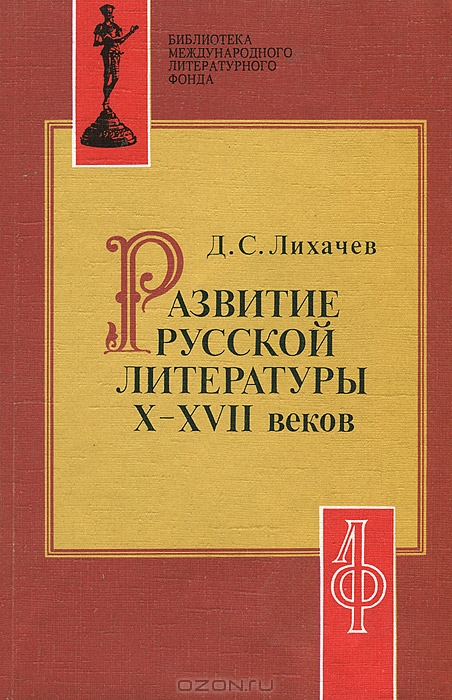 БИБЛИОТЕКА
МЕЖДУНАРОДНОГО
ЛИТЕРАТУРНОГО
ФОНДА
Д. С. Лихачев
РАЗВИТИЕ
РУССКОЙ
ЛИТЕРАТУРЫ
X–XVII веков
ЛФ
ozon.ru